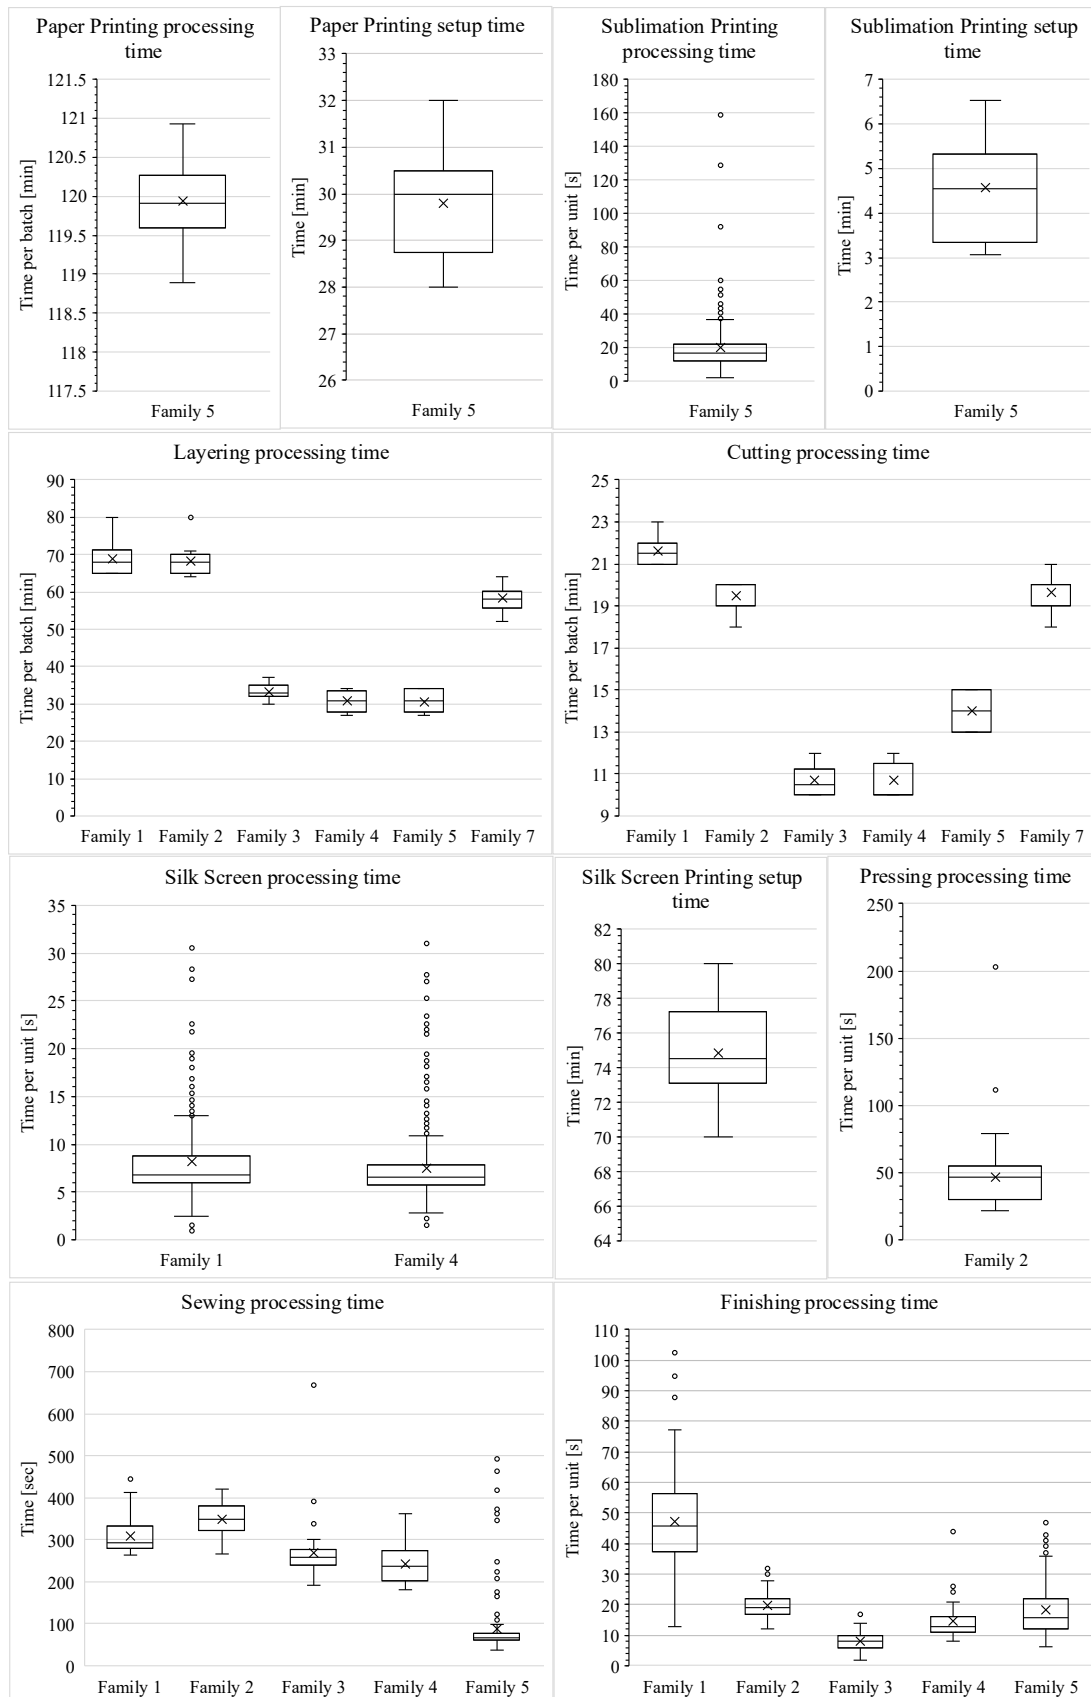 Paper Printing processing
time
121.5
121
120.5
120
119.5
119
118.5
118
117.5
Time per batch [min]
Family 5
Paper Printing setup time
33
32
31
30
29
28
27
26
Time [min]
Family 5
Sublimation Printing
processing time
180
160
140
120
100
80
60
40
20
0
Time per unit [s]
Family 5
Sublimation Printing setup
time
7
6
5
4
3
2
1
0
Time [min]
Family 5
Layering processing time
90
80
70
60
50
40
30
20
10
0
Time per batch [min]
Family 1 Family 2 Family 3 Family 4 Family 5 Family 7
Cutting processing time
25
23
21
19
17
15
13
11
9
Time per batch [min]
Family 1 Family 2 Family 3 Family 4 Family 5 Family 7
Silk Screen processing time
35
30
25
20
15
10
5
0
Time per unit [s]
Family 1 Family 4
Silk Screen Printing setup
time
82
80
78
76
74
72
70
68
66
64
Time [min]
Pressing processing time
250
200
150
100
50
0
Time per unit [s]
Family 2
Sewing processing time
800
700
600
500
400
300
200
100
0
Time [sec]
Family 1 Family 2 Family 3 Family 4 Family 5
Finishing processing time
110
100
90
80
70
60
50
40
30
20
10
0
Time per unit [s]
Family 1 Family 2 Family 3 Family 4 Family 5